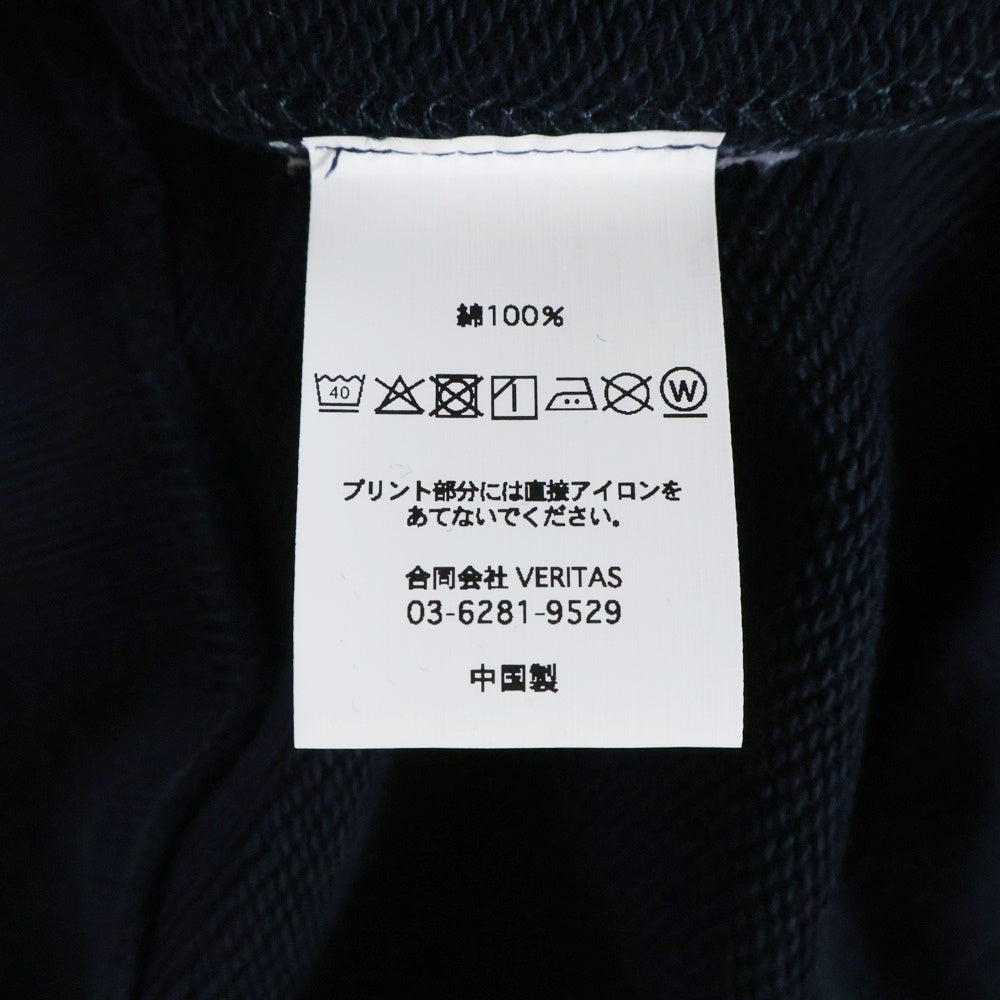 綿100%
40
W
プリント部分には直接アイロンを
あてないでください。
合同会社 VERITAS
03-6281-9529
中国製